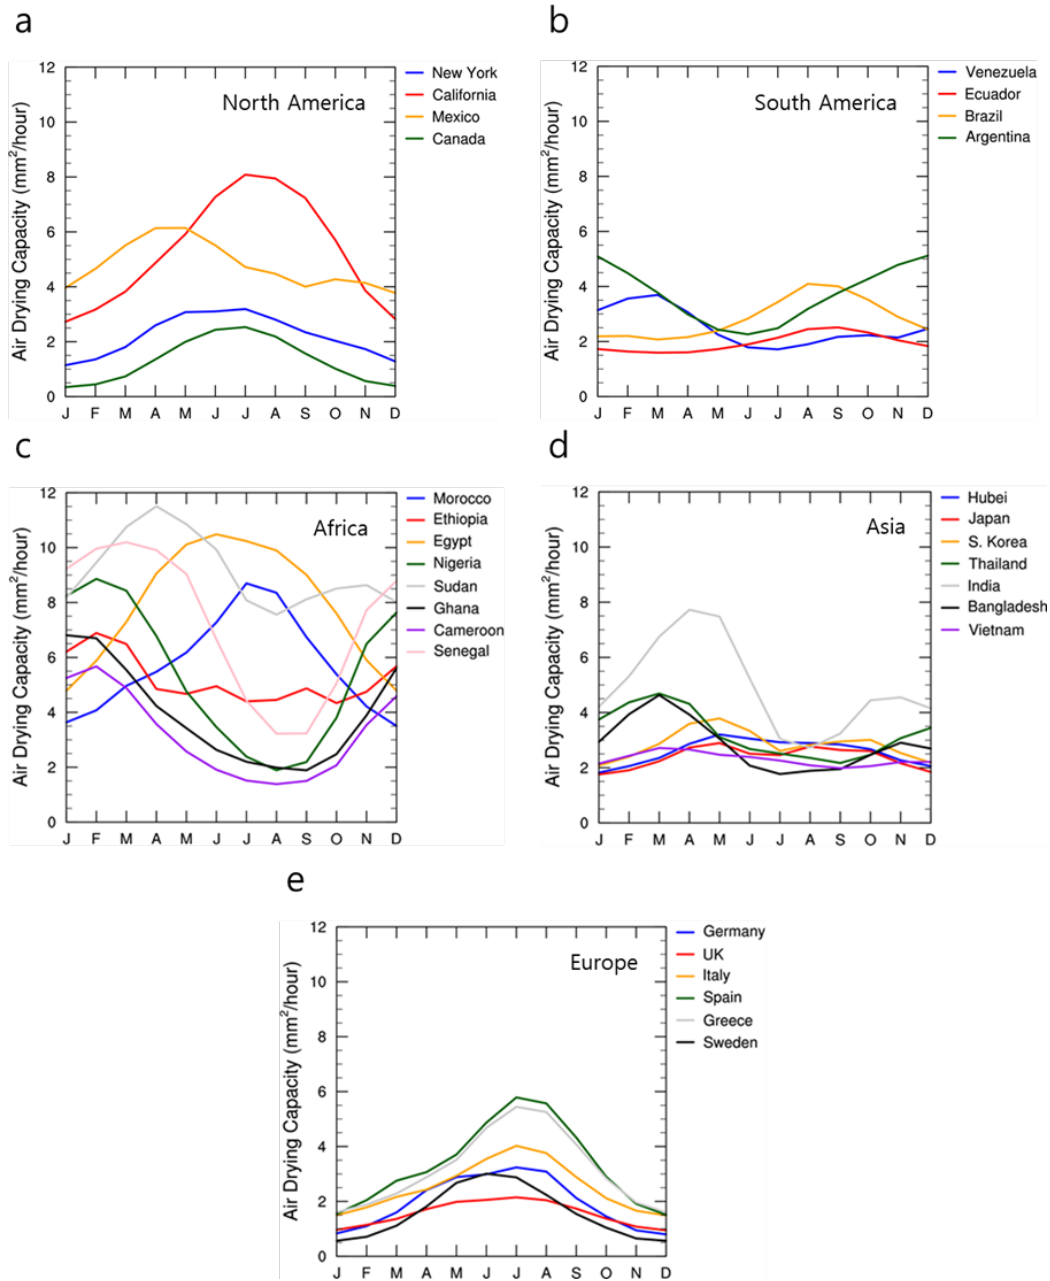 a
North America
Air Drying Capacity (mm²/hour)
12
10
8
6
4
2
0
J F M A M J J A S O N D
New York
California
Mexico
Canada
b
South America
Air Drying Capacity (mm²/hour)
12
10
8
6
4
2
0
J F M A M J J A S O N D
Venezuela
Ecuador
Brazil
Argentina
c
Africa
Air Drying Capacity (mm²/hour)
12
10
8
6
4
2
0
J F M A M J J A S O N D
Morocco
Ethiopia
Egypt
Nigeria
Sudan
Ghana
Cameroon
Senegal
d
Asia
Air Drying Capacity (mm²/hour)
12
10
8
6
4
2
0
J F M A M J J A S O N D
Hubei
Japan
S. Korea
Thailand
India
Bangladesh
Vietnam
e
Europe
Air Drying Capacity (mm²/hour)
12
10
8
6
4
2
0
J F M A M J J A S O N D
Germany
UK
Italy
Spain
Greece
Sweden